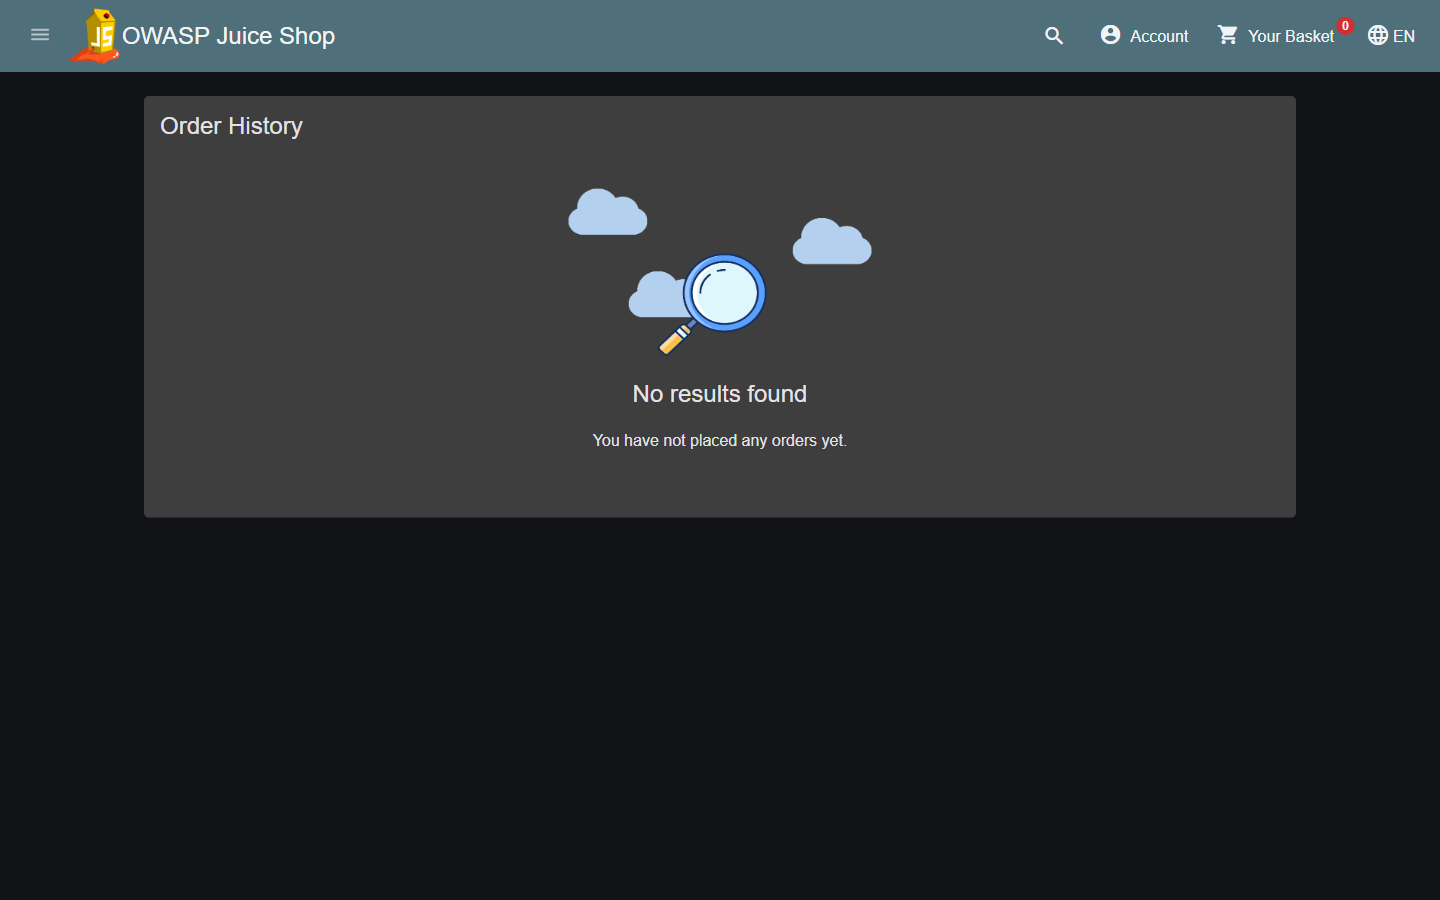 JS OWASP Juice Shop Account Your Basket 0 EN
Order History
No results found
You have not placed any orders yet.